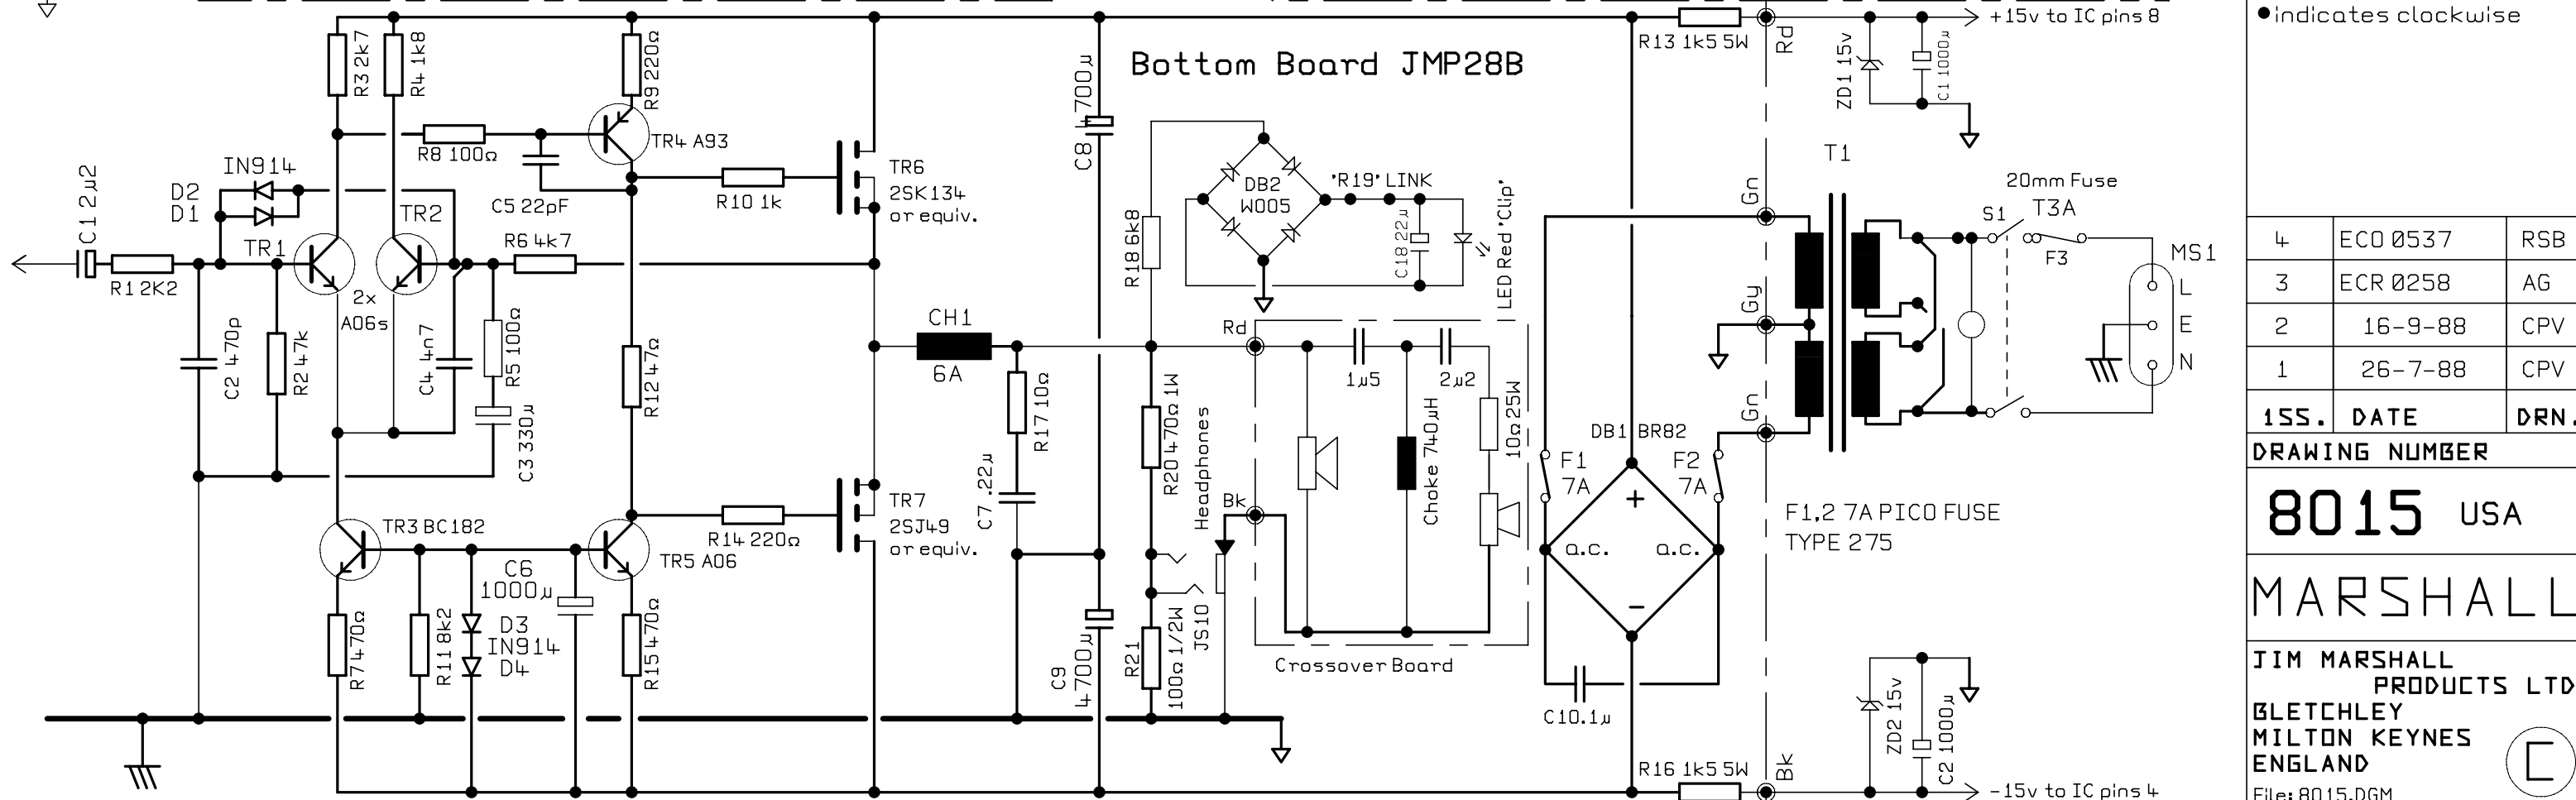 R3 2k7
R4 1k8
R9 220Ω
C8 4700µ
Bottom Board JMP28B
R13 1k5 5W
Rd
ZD1 15v
C1 1000µ
+15v to IC pins 8
indicates clockwise
R8 100Ω
TR4 A93
C1 2µ2
IN914
D2
D1
TR1
TR2
C5 22pF
R10 1k
TR6
2SK134
or equiv.
R18 6k8
DB2
W005
'R19' LINK
C18 22µ
LED Red 'Clip'
Gn
T1
20mm Fuse
T3A
S1
F3
MS1
L
E
N
R1 2K2
R6 4k7
2x
A06s
C2 470p
R2 47k
C4 4n7
R5 100Ω
C3 330µ
R12 47Ω
CH1
6A
R17 10Ω
C7 .22µ
R20 470Ω 1W
Headphones
Rd
Bk
1µ5
2µ2
Choke 740µH
10Ω 25W
Gy
Gn
DB1 BR82
F1
7A
F2
7A
a.c.
a.c.
+
−
F1,2 7A PICO FUSE
TYPE 275
TR3 BC182
C6
1000µ
TR5 A06
R14 220Ω
TR7
2SJ49
or equiv.
R7 470Ω
R11 8k2
D3
IN914
D4
R15 470Ω
C9
4700µ
R21
100Ω 1/2W
JS10
Crossover Board
C10 .1µ
R16 1k5 5W
Bk
ZD2 15v
C2 1000µ
-15v to IC pins 4
4 ECO 0537 RSB
3 ECR 0258 AG
2 16-9-88 CPV
1 26-7-88 CPV
1SS. DATE DRN.
DRAWING NUMBER
8015 USA
MARSHALL
JIM MARSHALL
PRODUCTS LTD
BLETCHLEY
MILTON KEYNES
ENGLAND
C
File: 8015.DGM